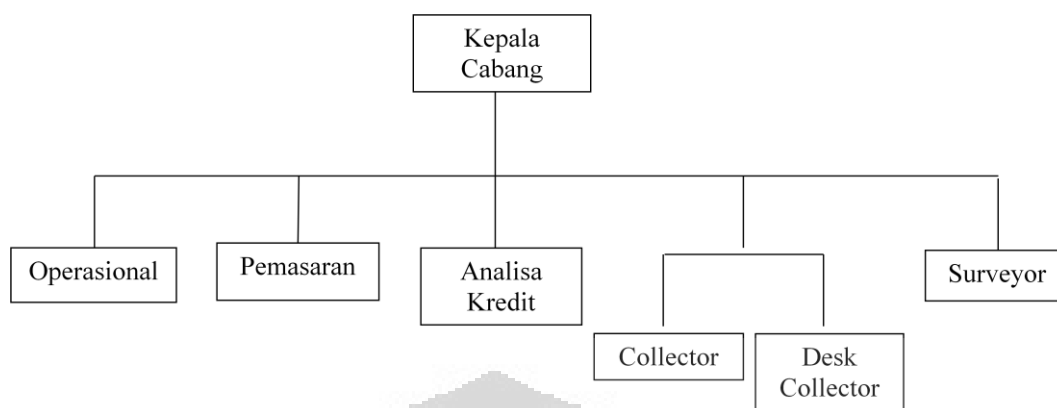 Kepala
Cabang
Operasional
Pemasaran
Analisa
Kredit
Surveyor
Collector
Desk
Collector